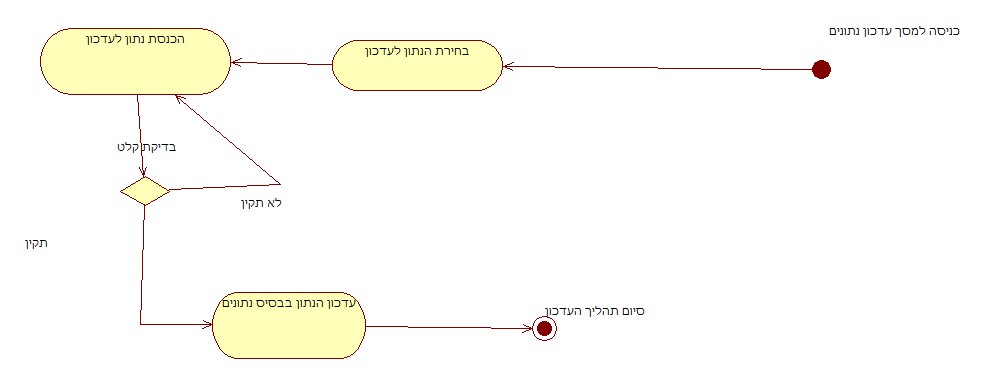 כניסה למסך עדכון נתונים
בחירת הנתון לעדכון
הכנסת נתון לעדכון
בדיקת קלט
לא תקין
תקין
עדכון הנתון בבסיס נתונים
סיום תהליך העדכון